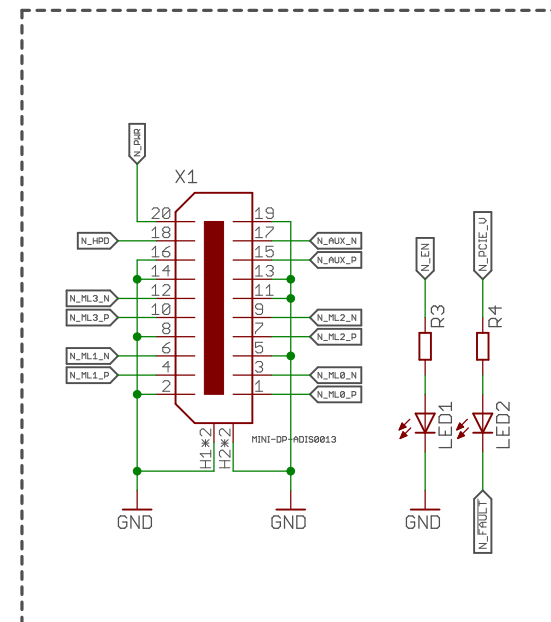 N_PWR
X1
20 19
N_HPD 18 17 N_AUX_N
16 15 N_AUX_P
14 13
N_ML3_N 12 11
N_ML3_P 10 9 N_ML2_N
8 7 N_ML2_P
N_ML1_N 6 5
N_ML1_P 4 3 N_ML0_N
2 1 N_ML0_P
H1*2
H2*2
MINI-DP-ADIS0013
GND
GND
N_EN
R3
LED1
GND
N_PCIE_V
R4
LED2
N_FAULT